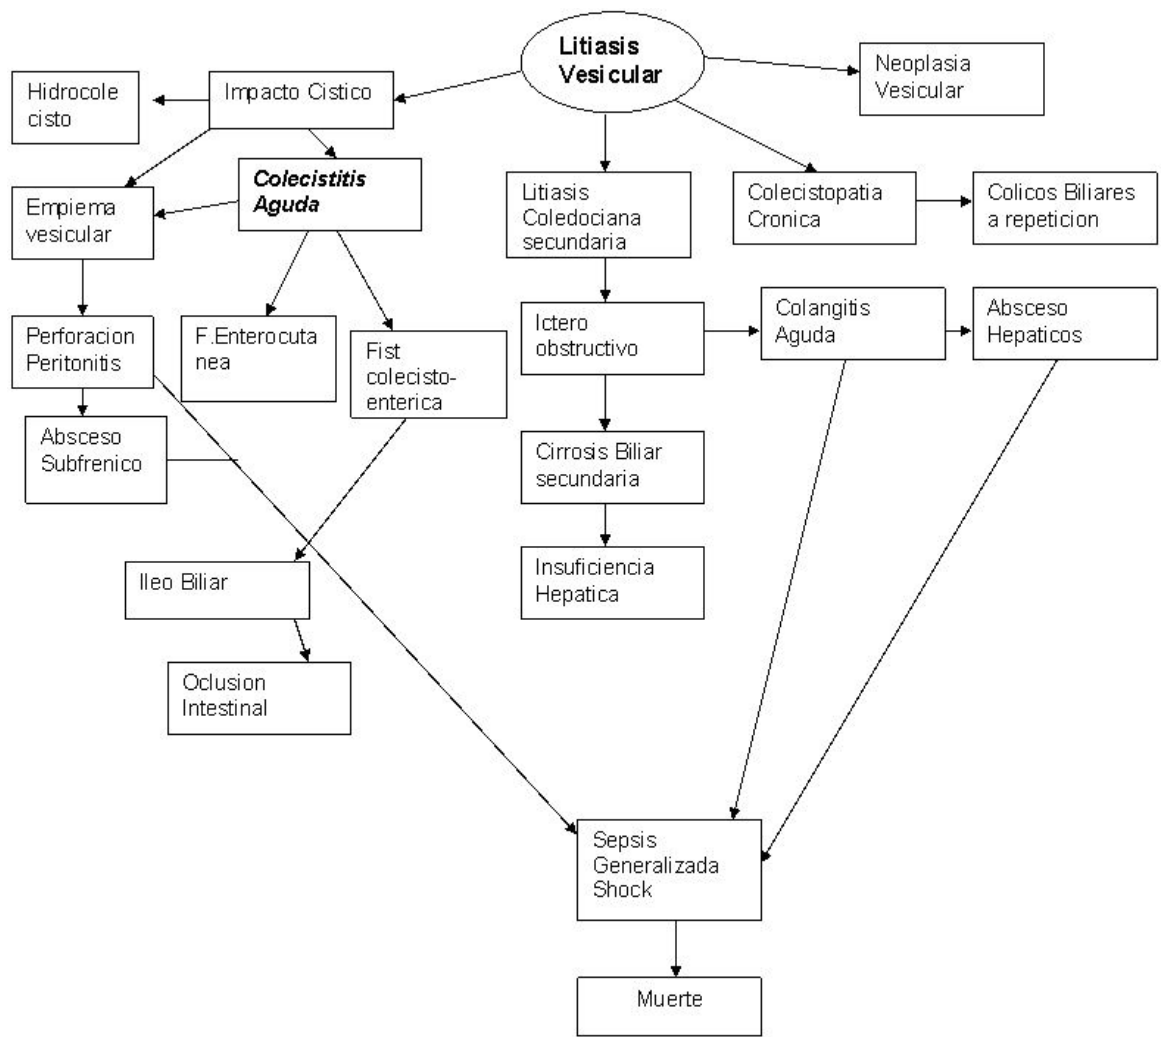 Litiasis
Vesicular
Neoplasia
Vesicular
Hidrocole
cisto
Impacto Cistico
Colecistitis
Aguda
Empiema
vesicular
Litiasis
Coledociana
secundaria
Colecistopatia
Cronica
Colicos Biliares
a repeticion
Perforacion
Peritonitis
F.Enterocuta
nea
Fist
colecisto-
enterica
Ictero
obstructivo
Colangitis
Aguda
Absceso
Hepaticos
Absceso
Subfrenico
Cirrosis Biliar
secundaria
Ileo Biliar
Insuficiencia
Hepatica
Oclusion
Intestinal
Sepsis
Generalizada
Shock
Muerte